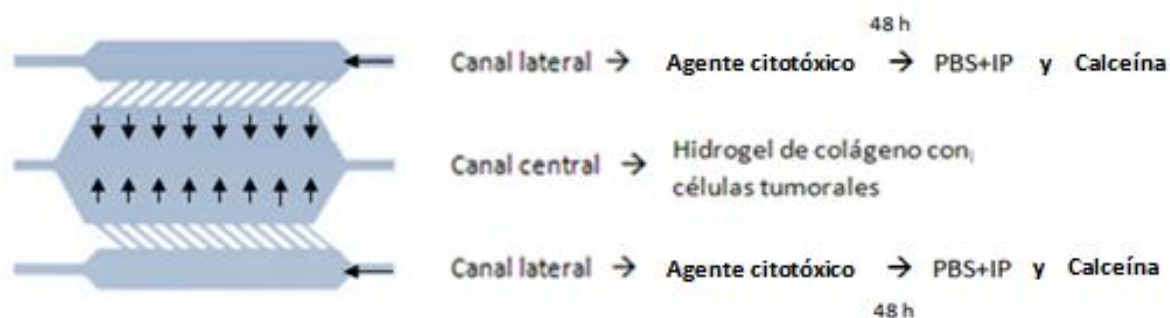 48 h
Canal lateral → Agente citotóxico → PBS+IP y Calceína
Canal central → Hidrogel de colágeno con
células tumorales
Canal lateral → Agente citotóxico → PBS+IP y Calceína
48 h